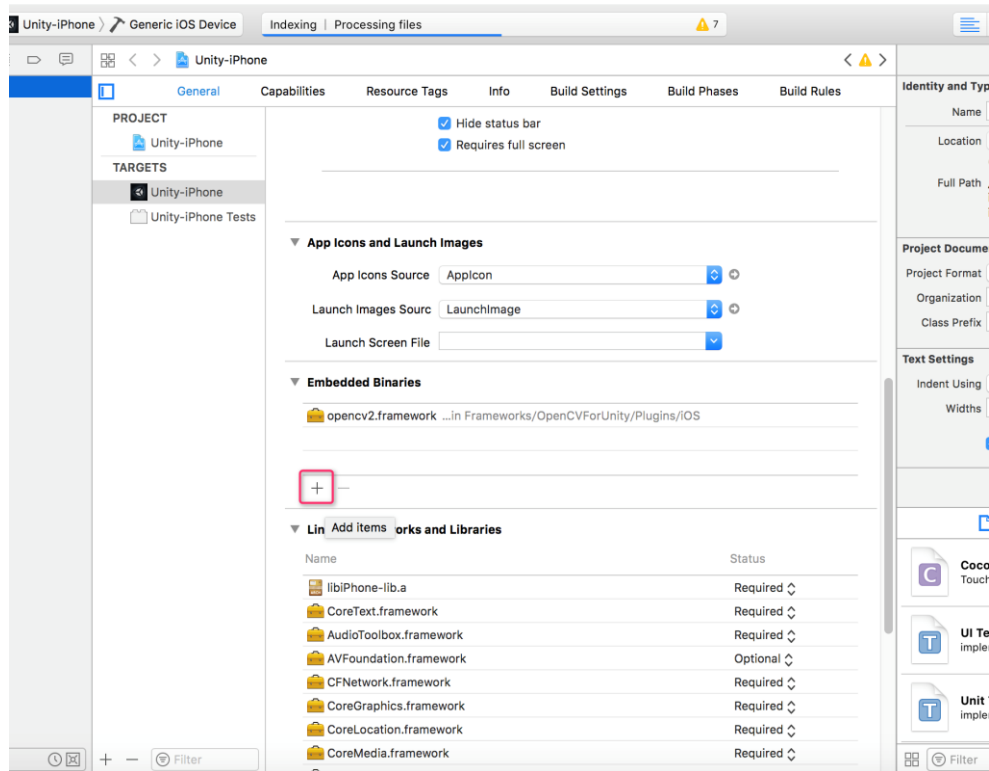 Unity-iPhone Generic iOS Device Indexing | Processing files 7
Unity-iPhone
General Capabilities Resource Tags Info Build Settings Build Phases Build Rules
PROJECT
Unity-iPhone
TARGETS
Unity-iPhone
Unity-iPhone Tests
Hide status bar
Requires full screen
App Icons and Launch Images
App Icons Source AppIcon
Launch Images Sourc LaunchImage
Launch Screen File
Embedded Binaries
opencv2.framework ...in Frameworks/OpenCVForUnity/Plugins/iOS
+ −
Add items
Lin orks and Libraries
Name Status
libiPhone-lib.a Required
CoreText.framework Required
AudioToolbox.framework Required
AVFoundation.framework Optional
CFNetwork.framework Required
CoreGraphics.framework Required
CoreLocation.framework Required
CoreMedia.framework Required
+ − Filter
Identity and Typ
Name
Location
Full Path
Project Docume
Project Format
Organization
Class Prefix
Text Settings
Indent Using
Widths
C
Coco
Touch
T
UI Te
imple
T
Unit
imple
Filter